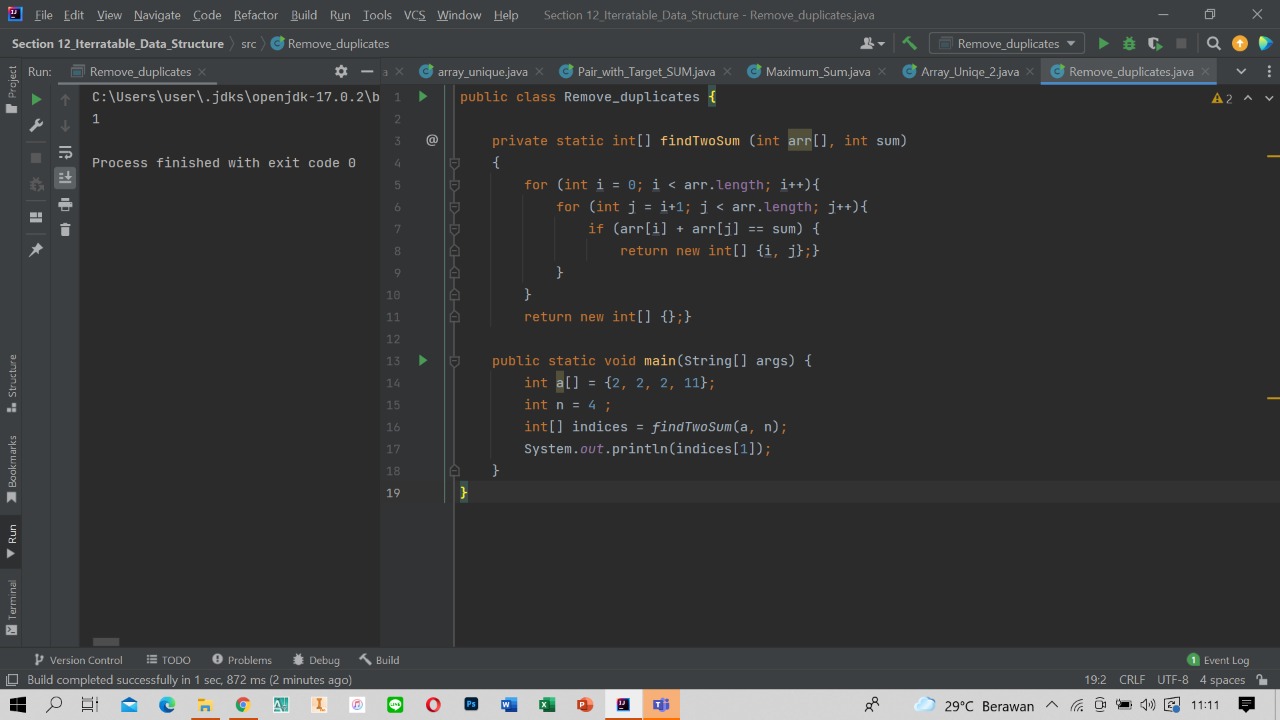 File Edit View Navigate Code Refactor Build Run Tools VCS Window Help Section 12_Iterratable_Data_Structure - Remove_duplicates.java
Section 12_Iterratable_Data_Structure src Remove_duplicates Remove_duplicates
Project
Structure
Bookmarks
Run
Terminal
Run: Remove_duplicates
C:\Users\user\.jdks\openjdk-17.0.2\b
1
Process finished with exit code 0
a array_unique.java Pair_with_Target_SUM.java Maximum_Sum.java Array_Uniqe_2.java Remove_duplicates.java
2
1 public class Remove_duplicates {
2
3 @ private static int[] findTwoSum (int arr[], int sum)
4 {
5 for (int i = 0; i < arr.length; i++){
6 for (int j = i+1; j < arr.length; j++){
7 if (arr[i] + arr[j] == sum) {
8 return new int[] {i, j};}
9 }
10 }
11 return new int[] {};}
12
13 public static void main(String[] args) {
14 int a[] = {2, 2, 2, 11};
15 int n = 4 ;
16 int[] indices = findTwoSum(a, n);
17 System.out.println(indices[1]);
18 }
19 }
Version Control TODO Problems Debug Build 1 Event Log
Build completed successfully in 1 sec, 872 ms (2 minutes ago) 19:2 CRLF UTF-8 4 spaces
29°C Berawan 11:11